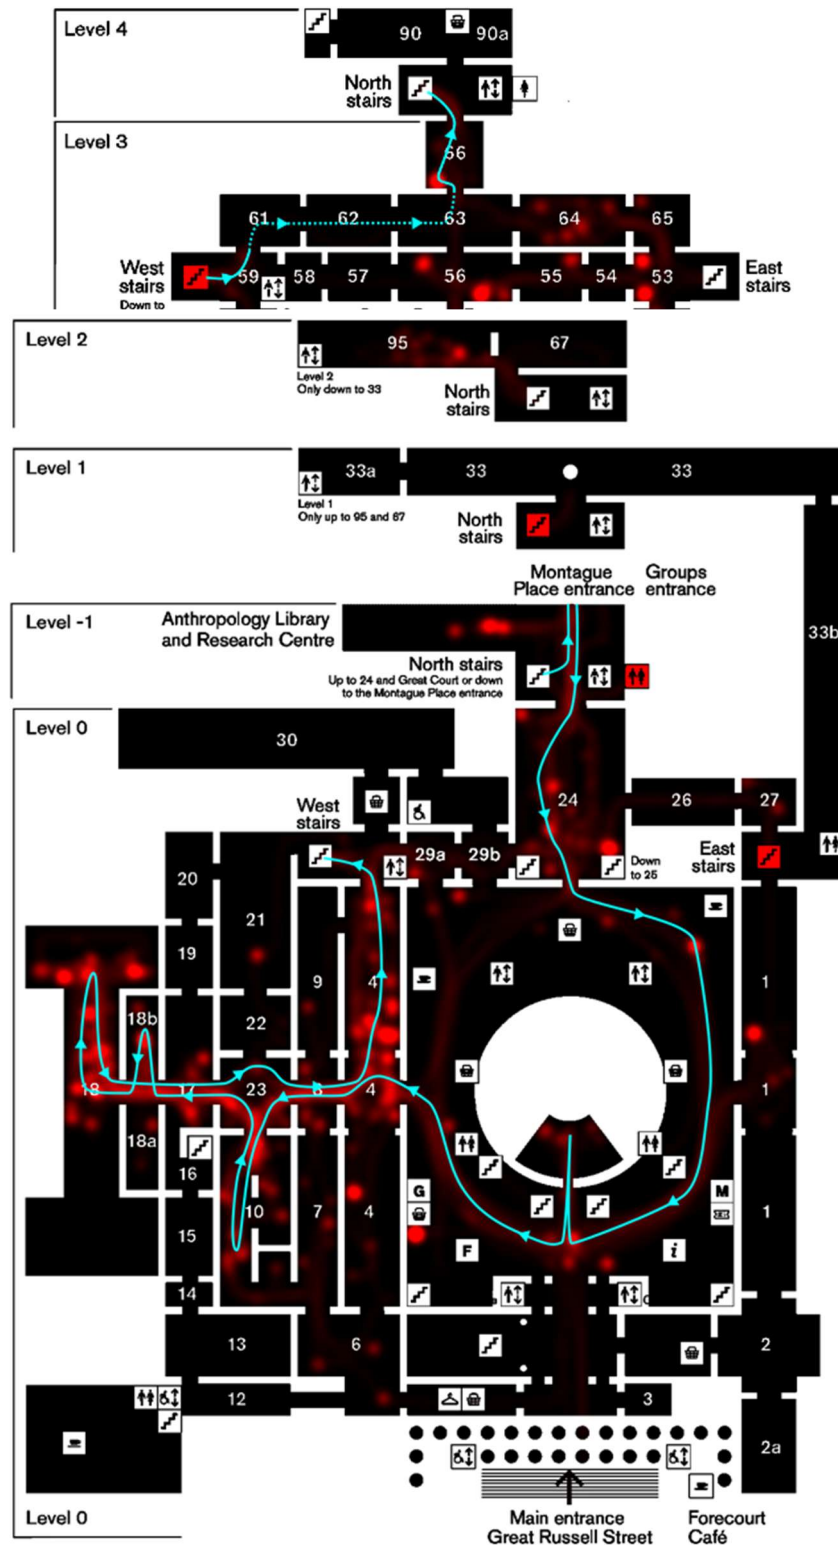 Level 4
90
90a
North
stairs
Level 3
66
61
62
63
64
65
West
stairs
Down to
59
58
57
56
55
54
53
East
stairs
Level 2
95
67
Level 2
Only down to 33
North
stairs
Level 1
33a
33
33
Level 1
Only up to 95 and 67
North
stairs
Montague
Place entrance
Groups
entrance
Level -1
Anthropology Library
and Research Centre
33b
North stairs
Up to 24 and Great Court or down
to the Montague Place entrance
Level 0
30
West
stairs
24
26
27
29a
29b
Down
to 25
East
stairs
20
21
19
9
4
1
18b
22
18
17
23
6
4
1
18a
16
10
7
4
G
M
1
15
F
i
14
13
6
2
12
3
2a
Level 0
Main entrance
Great Russell Street
Forecourt
Café